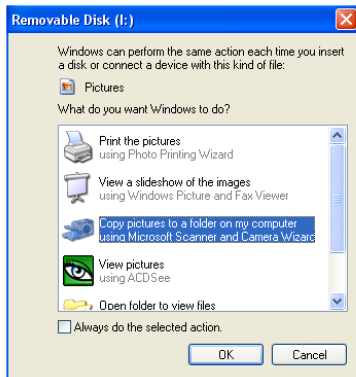 Removable Disk (I:)
Windows can perform the same action each time you insert
a disk or connect a device with this kind of file:
Pictures
What do you want Windows to do?
Print the pictures
using Photo Printing Wizard
View a slideshow of the images
using Windows Picture and Fax Viewer
Copy pictures to a folder on my computer
using Microsoft Scanner and Camera Wizard
View pictures
using ACDSee
Open folder to view files
Always do the selected action.
OK
Cancel